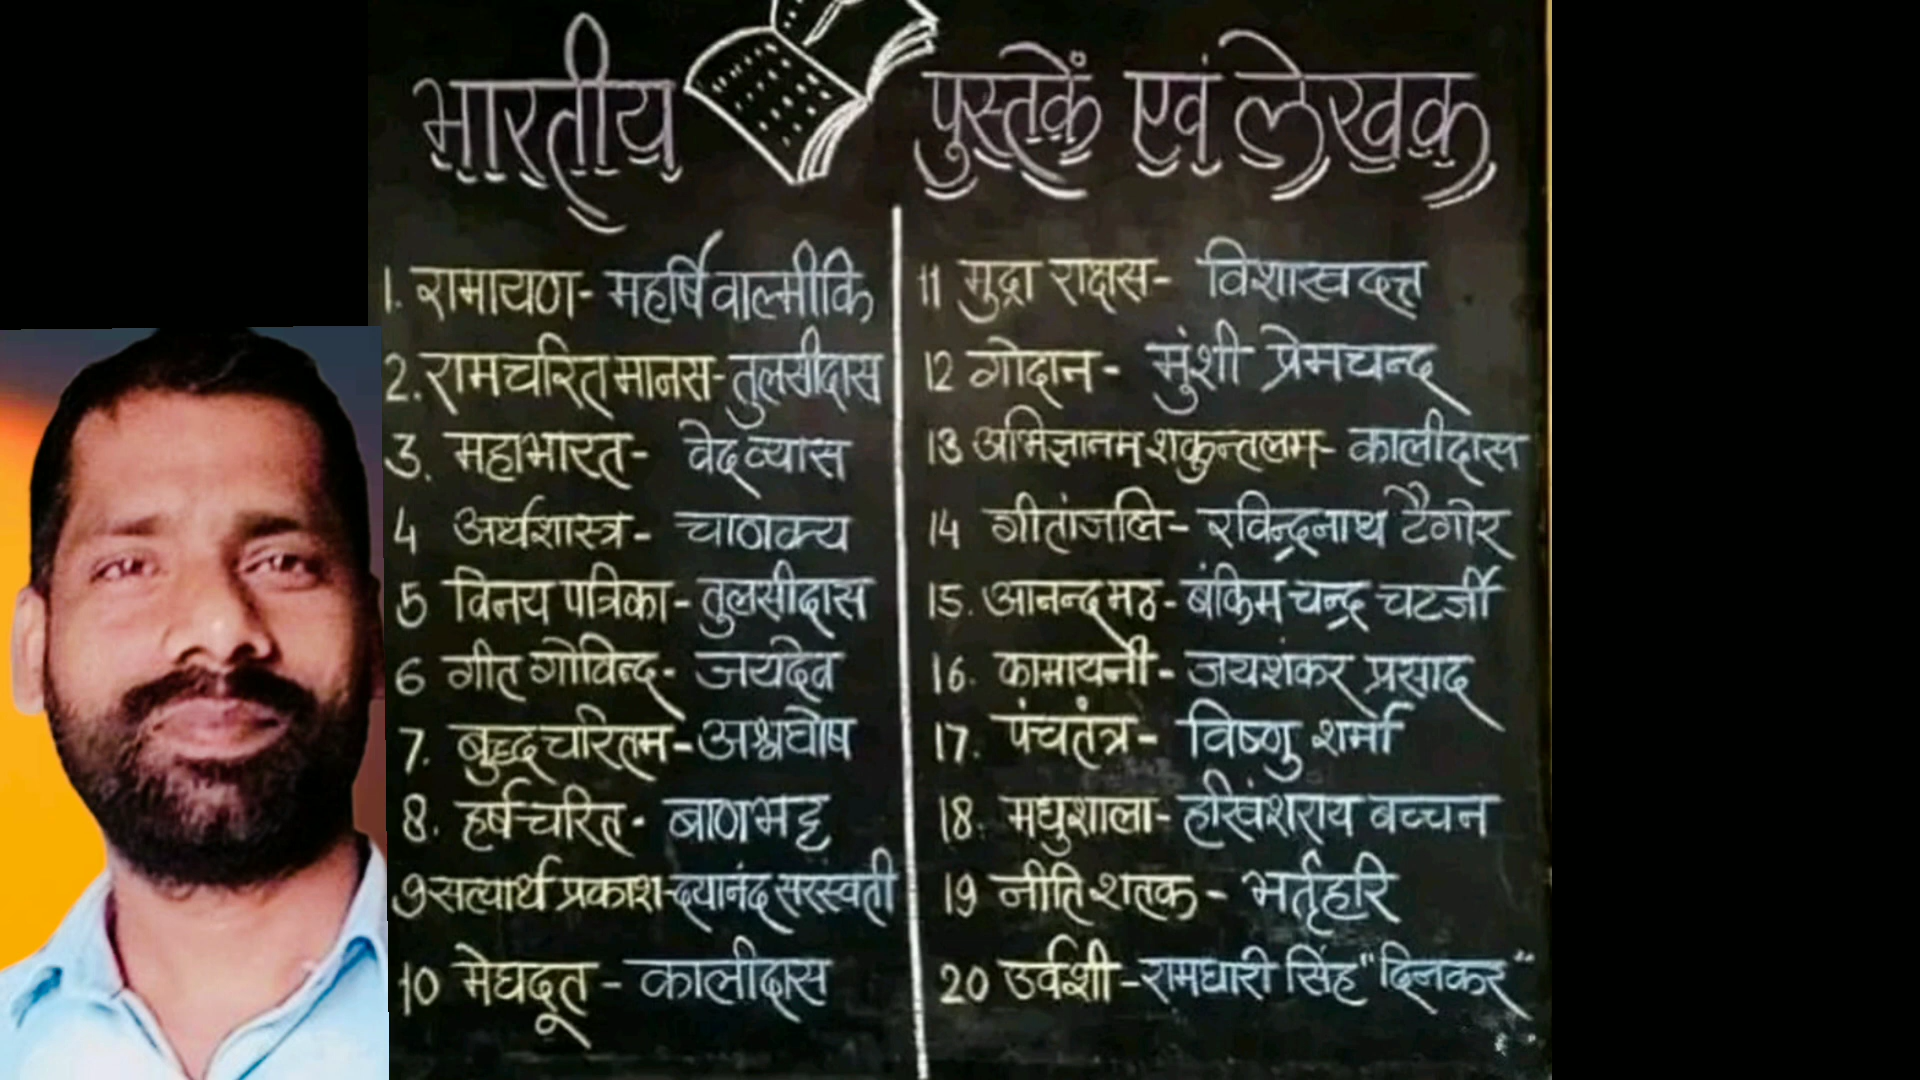 भारतीय पुस्तकें एवं लेखक
1. रामायण- महर्षि वाल्मीकि
2. रामचरित मानस- तुलसीदास
3. महाभारत- वेद व्यास
4 अर्थशास्त्र- चाणक्य
5 विनय पत्रिका- तुलसीदास
6 गीत गोविन्द- जयदेव
7. बुद्ध चरितम- अश्वघोष
8. हर्ष चरित- बाणभट्ट
9 सत्यार्थ प्रकाश- दयानंद सरस्वती
10 मेघदूत- कालीदास
11 मुद्रा राक्षस- विशाखदत्त
12 गोदान- मुंशी प्रेमचन्द
13 अभिज्ञानम शकुन्तलम- कालीदास
14 गीतांजलि- रविन्द्रनाथ टैगोर
15. आनन्द मठ- बंकिम चन्द्र चटर्जी
16. कामायनी- जयशंकर प्रसाद
17. पंचतंत्र- विष्णु शर्मा
18. मधुशाला- हरिवंशराय बच्चन
19 नीति शतक- भर्तृहरि
20 उर्वशी- रामधारी सिंह "दिनकर"